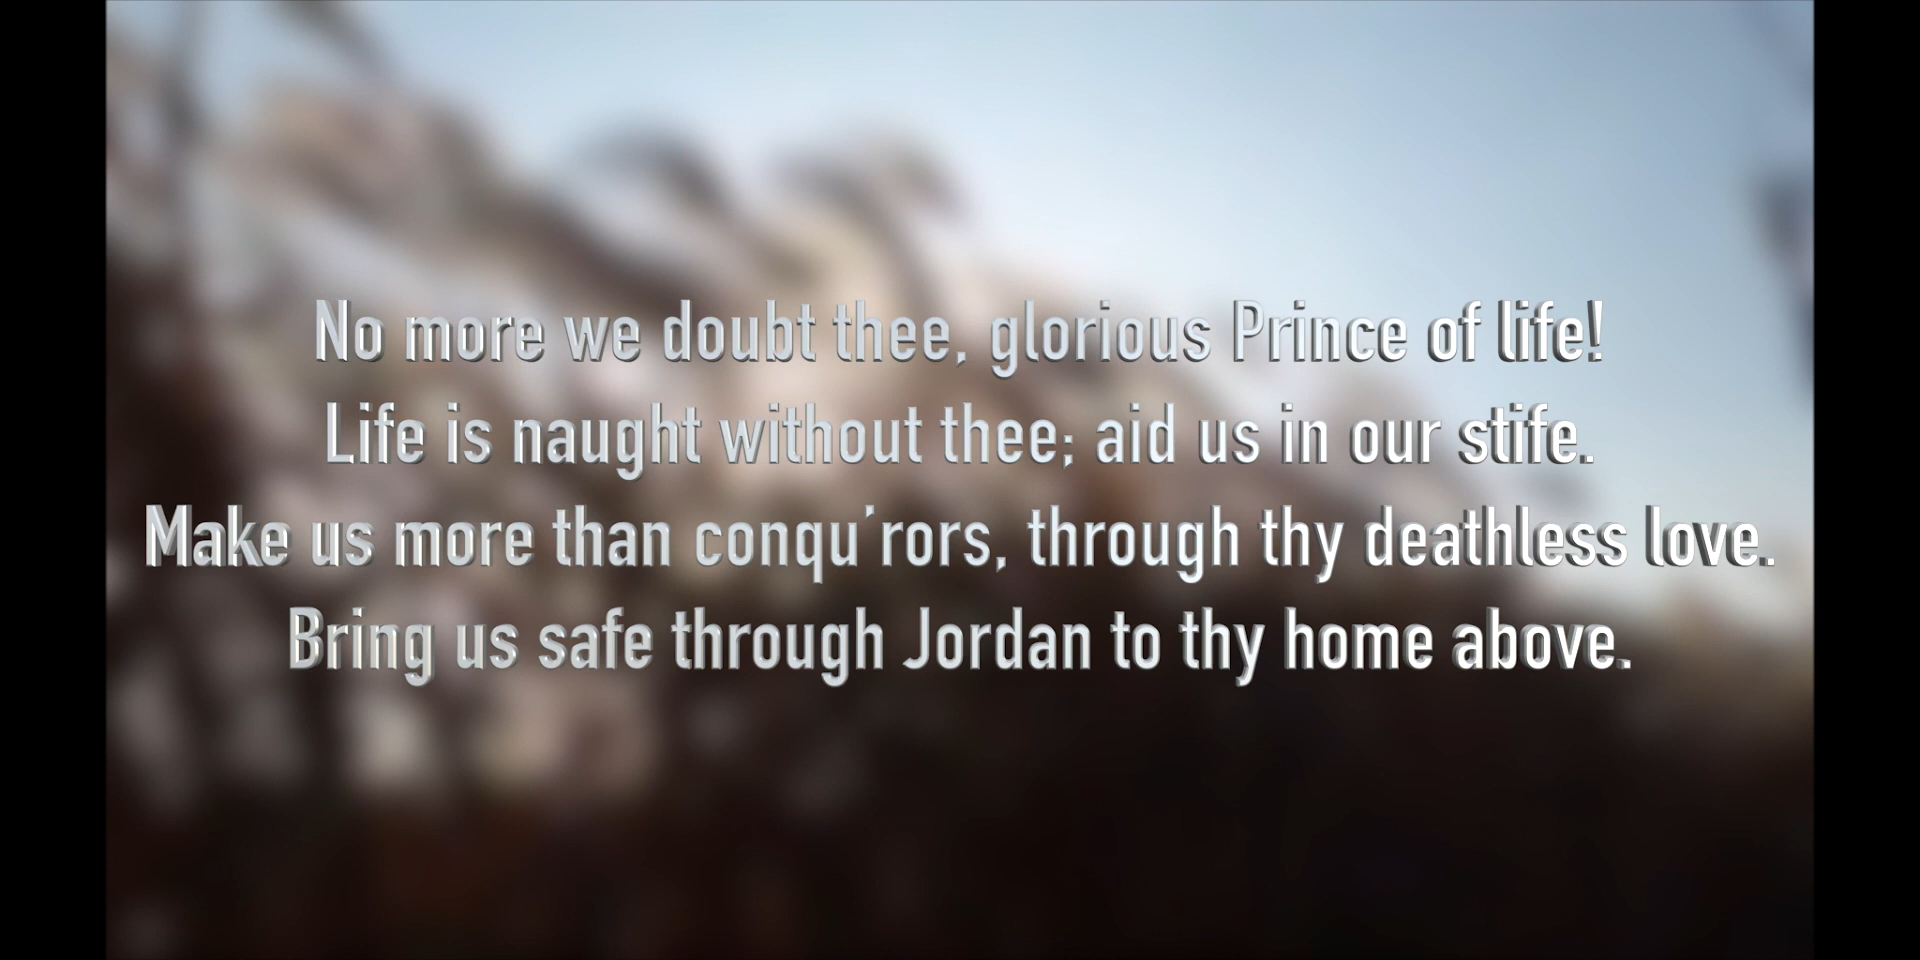 No more we doubt thee, glorious Prince of life!
Life is naught without thee; aid us in our stife.
Make us more than conqu'rors, through thy deathless love.
Bring us safe through Jordan to thy home above.